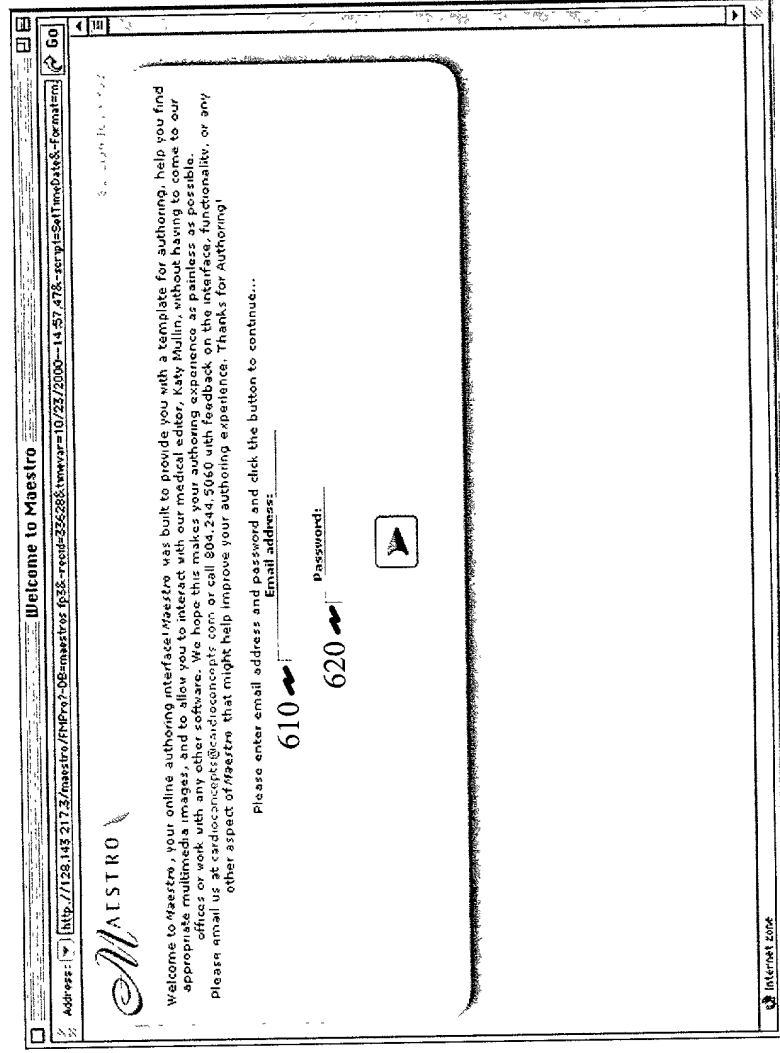 Welcome to Maestro
Address: http://128.143.217.3/maestro/FMPro?-DB=maestros.fp3&-recid=33628&timevar=10/23/2000--14:57:47&-script=SetTimeDate&-format=m Go
MAESTRO
Welcome to Maestro, your online authoring interface! Maestro was built to provide you with a template for authoring, help you find
appropriate multimedia images, and to allow you to interact with our medical editor, Katy Mullin, without having to come to our
offices or work with any other software. We hope this makes your authoring experience as painless as possible.
Please email us at cardioconcepts@cardioconcepts.com or call 804.244.5060 with feedback on the interface, functionality, or any
other aspect of Maestro that might help improve your authoring experience. Thanks for Authoring!
Please enter email address and password and click the button to continue...
Email address:
610
Password:
620
Internet zone